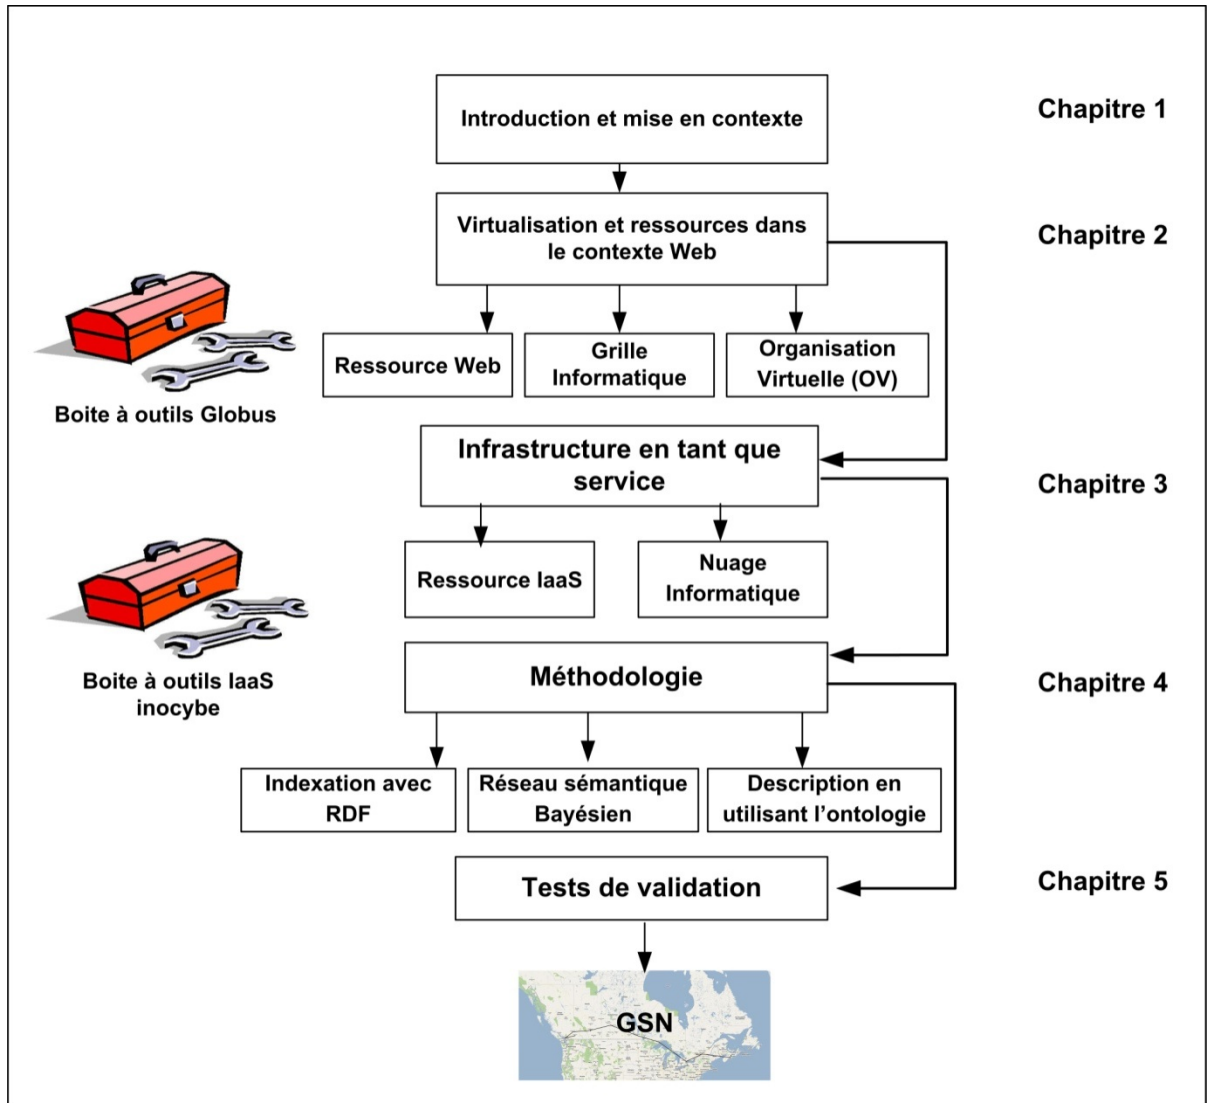 Introduction et mise en contexte
Chapitre 1
Virtualisation et ressources dans
le contexte Web
Chapitre 2
Ressource Web
Grille
Informatique
Organisation
Virtuelle (OV)
Boite à outils Globus
Infrastructure en tant que
service
Chapitre 3
Ressource IaaS
Nuage
Informatique
Boite à outils IaaS
inocybe
Méthodologie
Chapitre 4
Indexation avec
RDF
Réseau sémantique
Bayésien
Description en
utilisant l'ontologie
Tests de validation
Chapitre 5
GSN